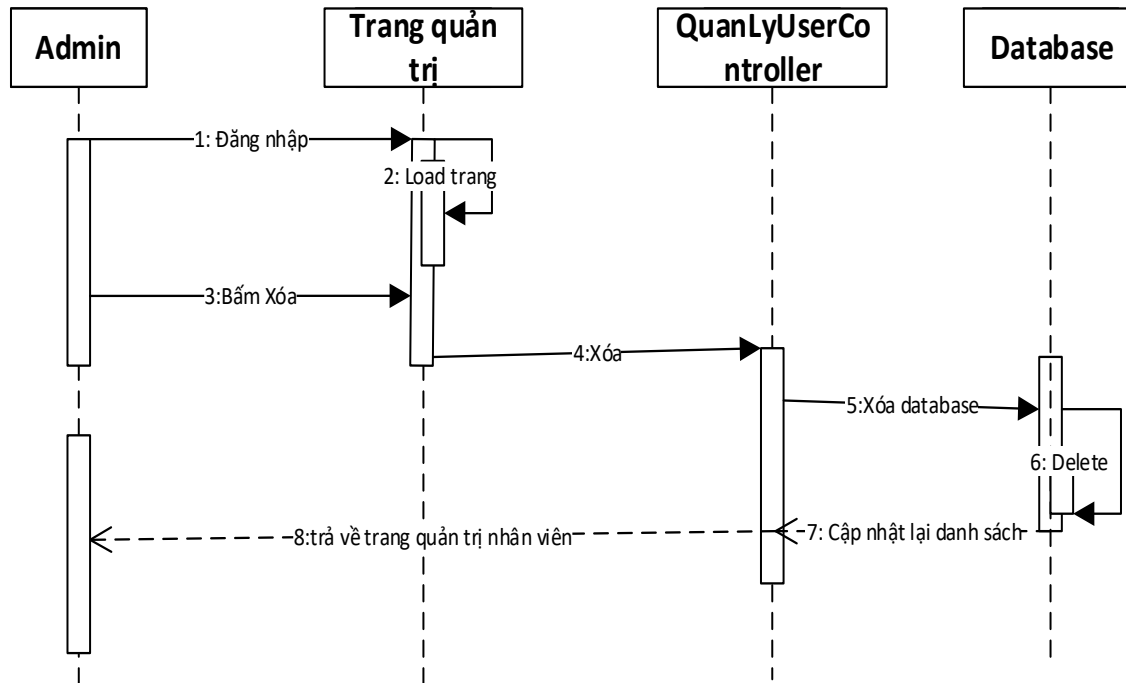 Admin
Trang quản
trị
QuanLyUserCo
ntroller
Database
1: Đăng nhập
2: Load trang
3:Bấm Xóa
4:Xóa
5:Xóa database
6: Delete
7: Cập nhật lại danh sách
8:trả về trang quản trị nhân viên